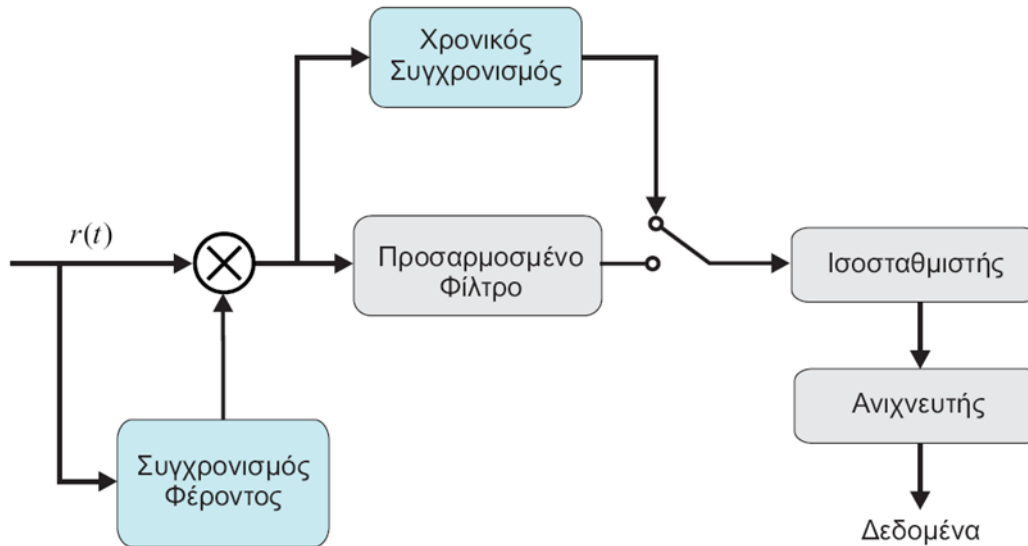 Χρονικός
Συγχρονισμός
r(t)
Προσαρμοσμένο
Φίλτρο
Ισοσταθμιστής
Ανιχνευτής
Συγχρονισμός
Φέροντος
Δεδομένα